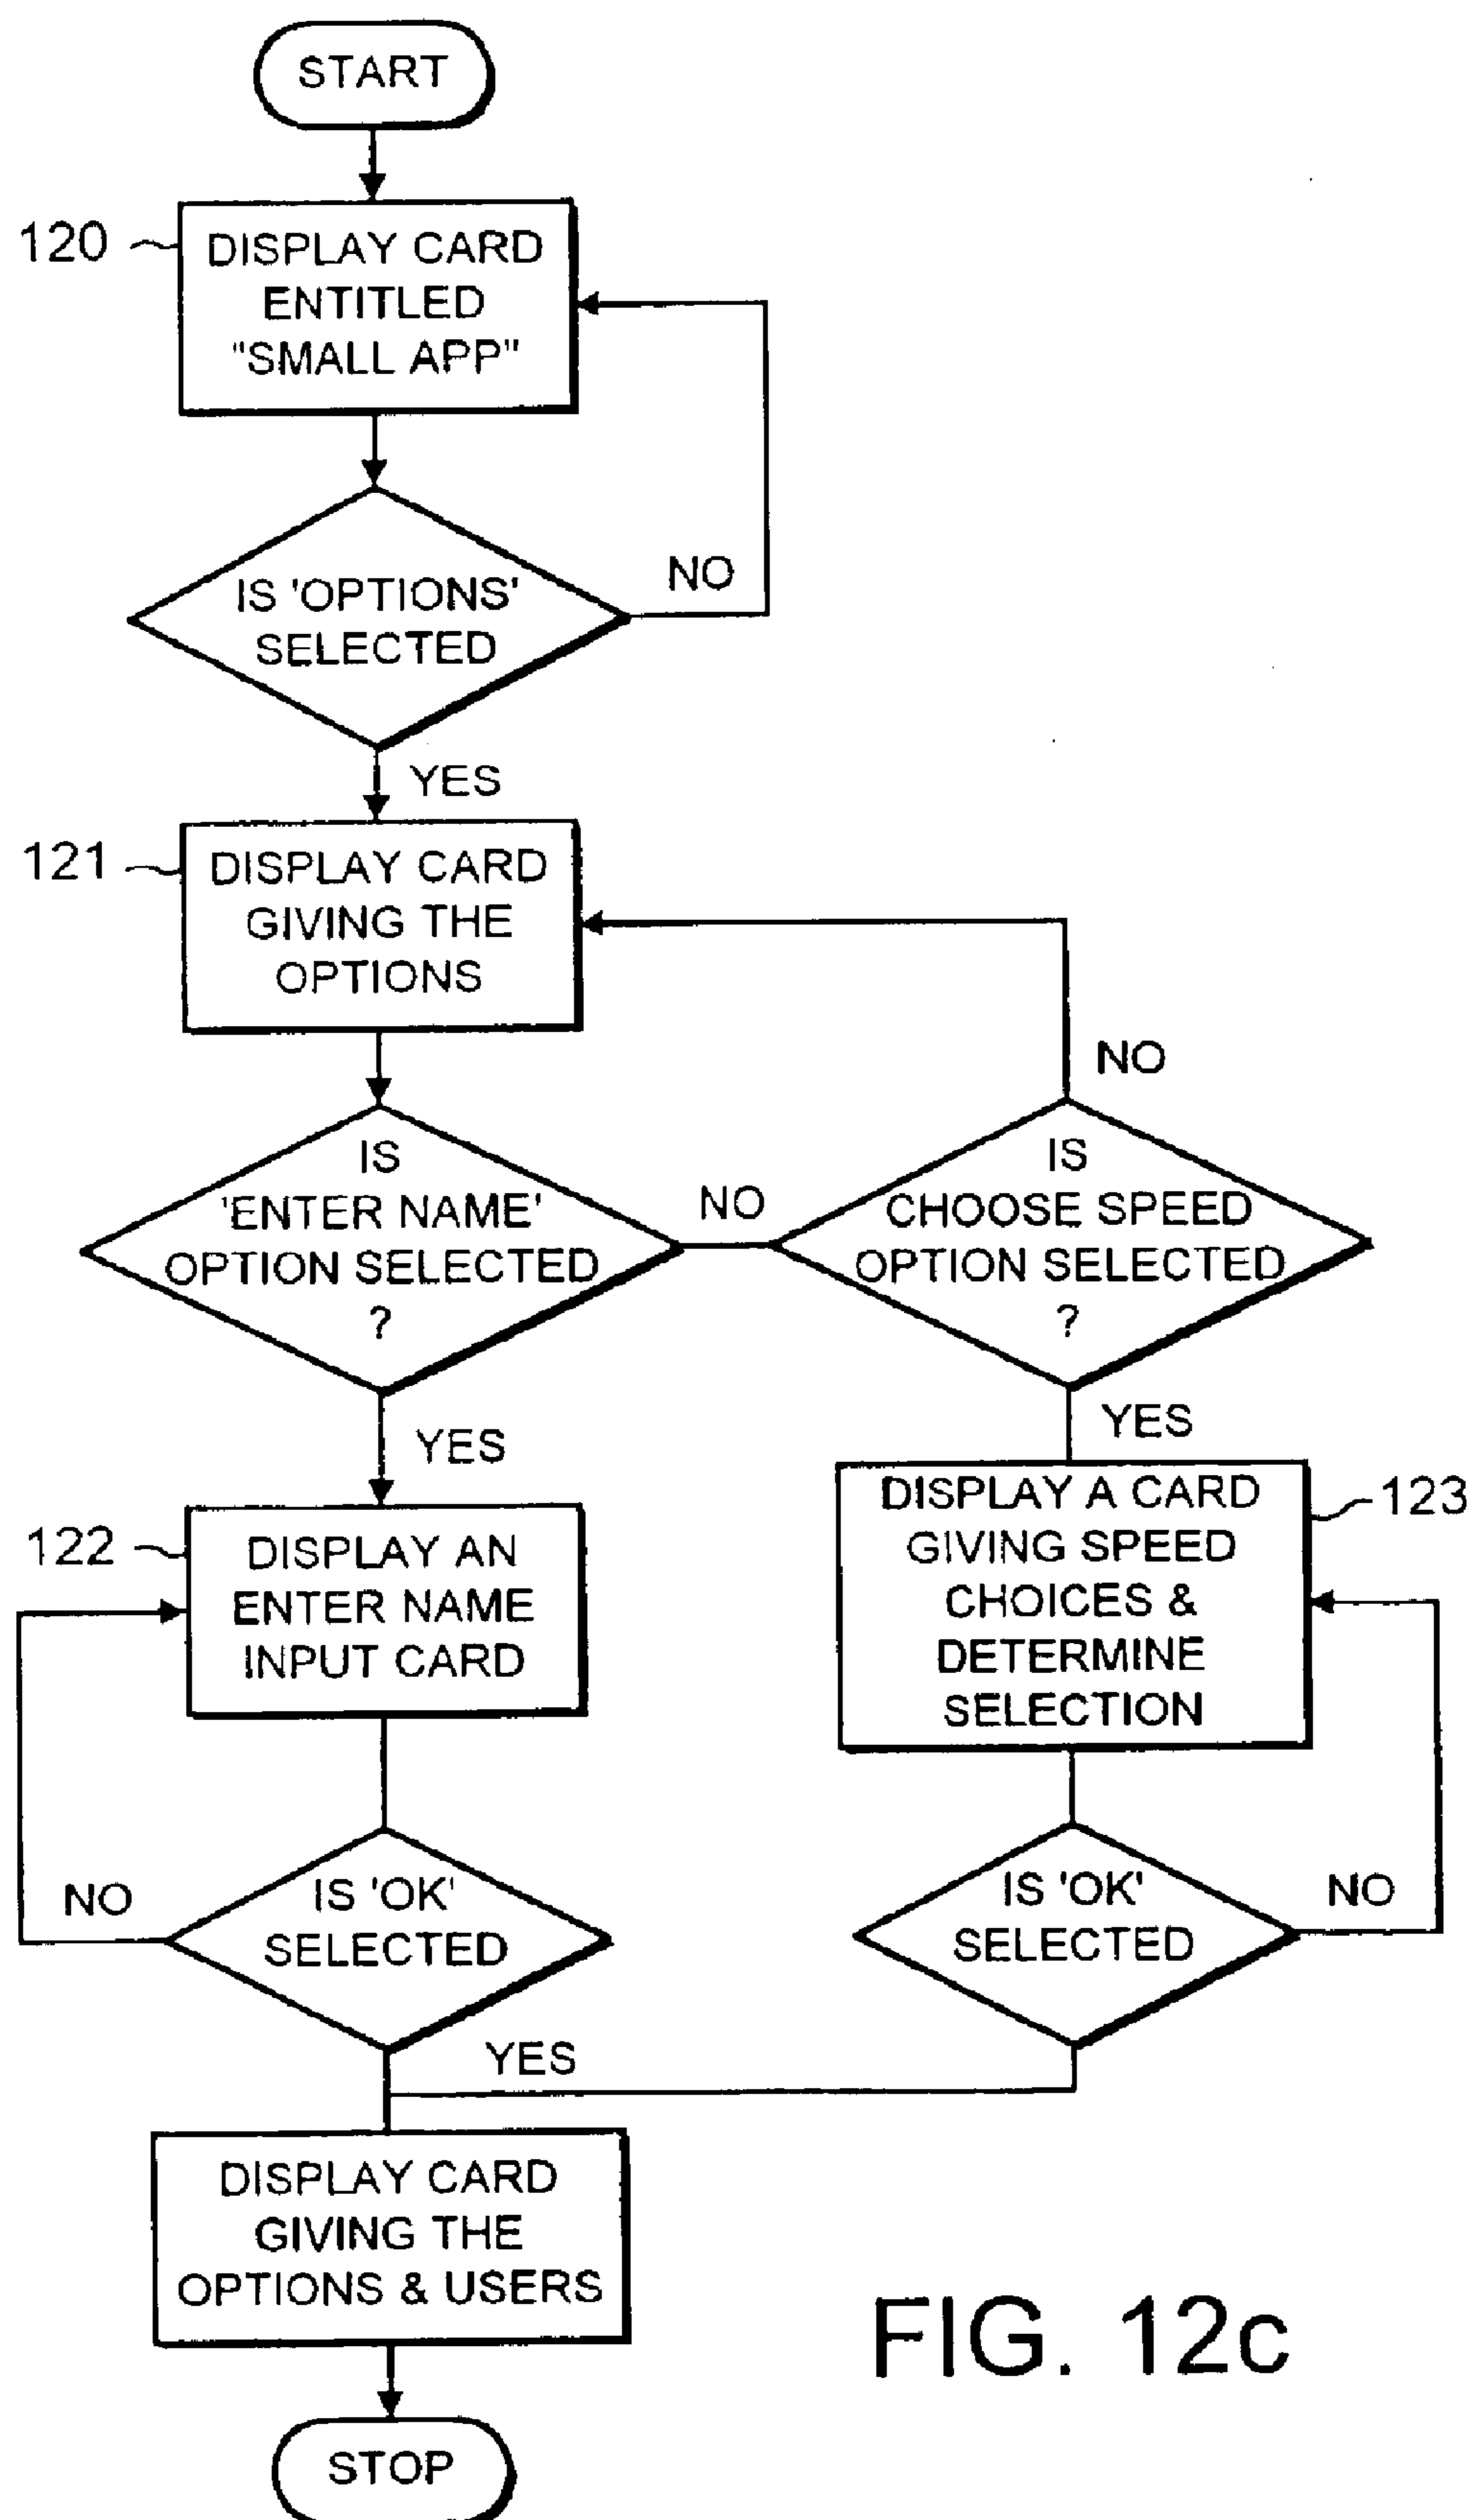 START
120
DISPLAY CARD
ENTITLED
"SMALL APP"
IS 'OPTIONS'
SELECTED
NO
YES
121
DISPLAY CARD
GIVING THE
OPTIONS
NO
IS
'ENTER NAME'
OPTION SELECTED
?
NO
IS
CHOOSE SPEED
OPTION SELECTED
?
YES
YES
122
DISPLAY AN
ENTER NAME
INPUT CARD
DISPLAY A CARD
GIVING SPEED
CHOICES &
DETERMINE
SELECTION
123
NO
IS 'OK'
SELECTED
IS 'OK'
SELECTED
NO
YES
DISPLAY CARD
GIVING THE
OPTIONS & USERS
STOP
FIG. 12c